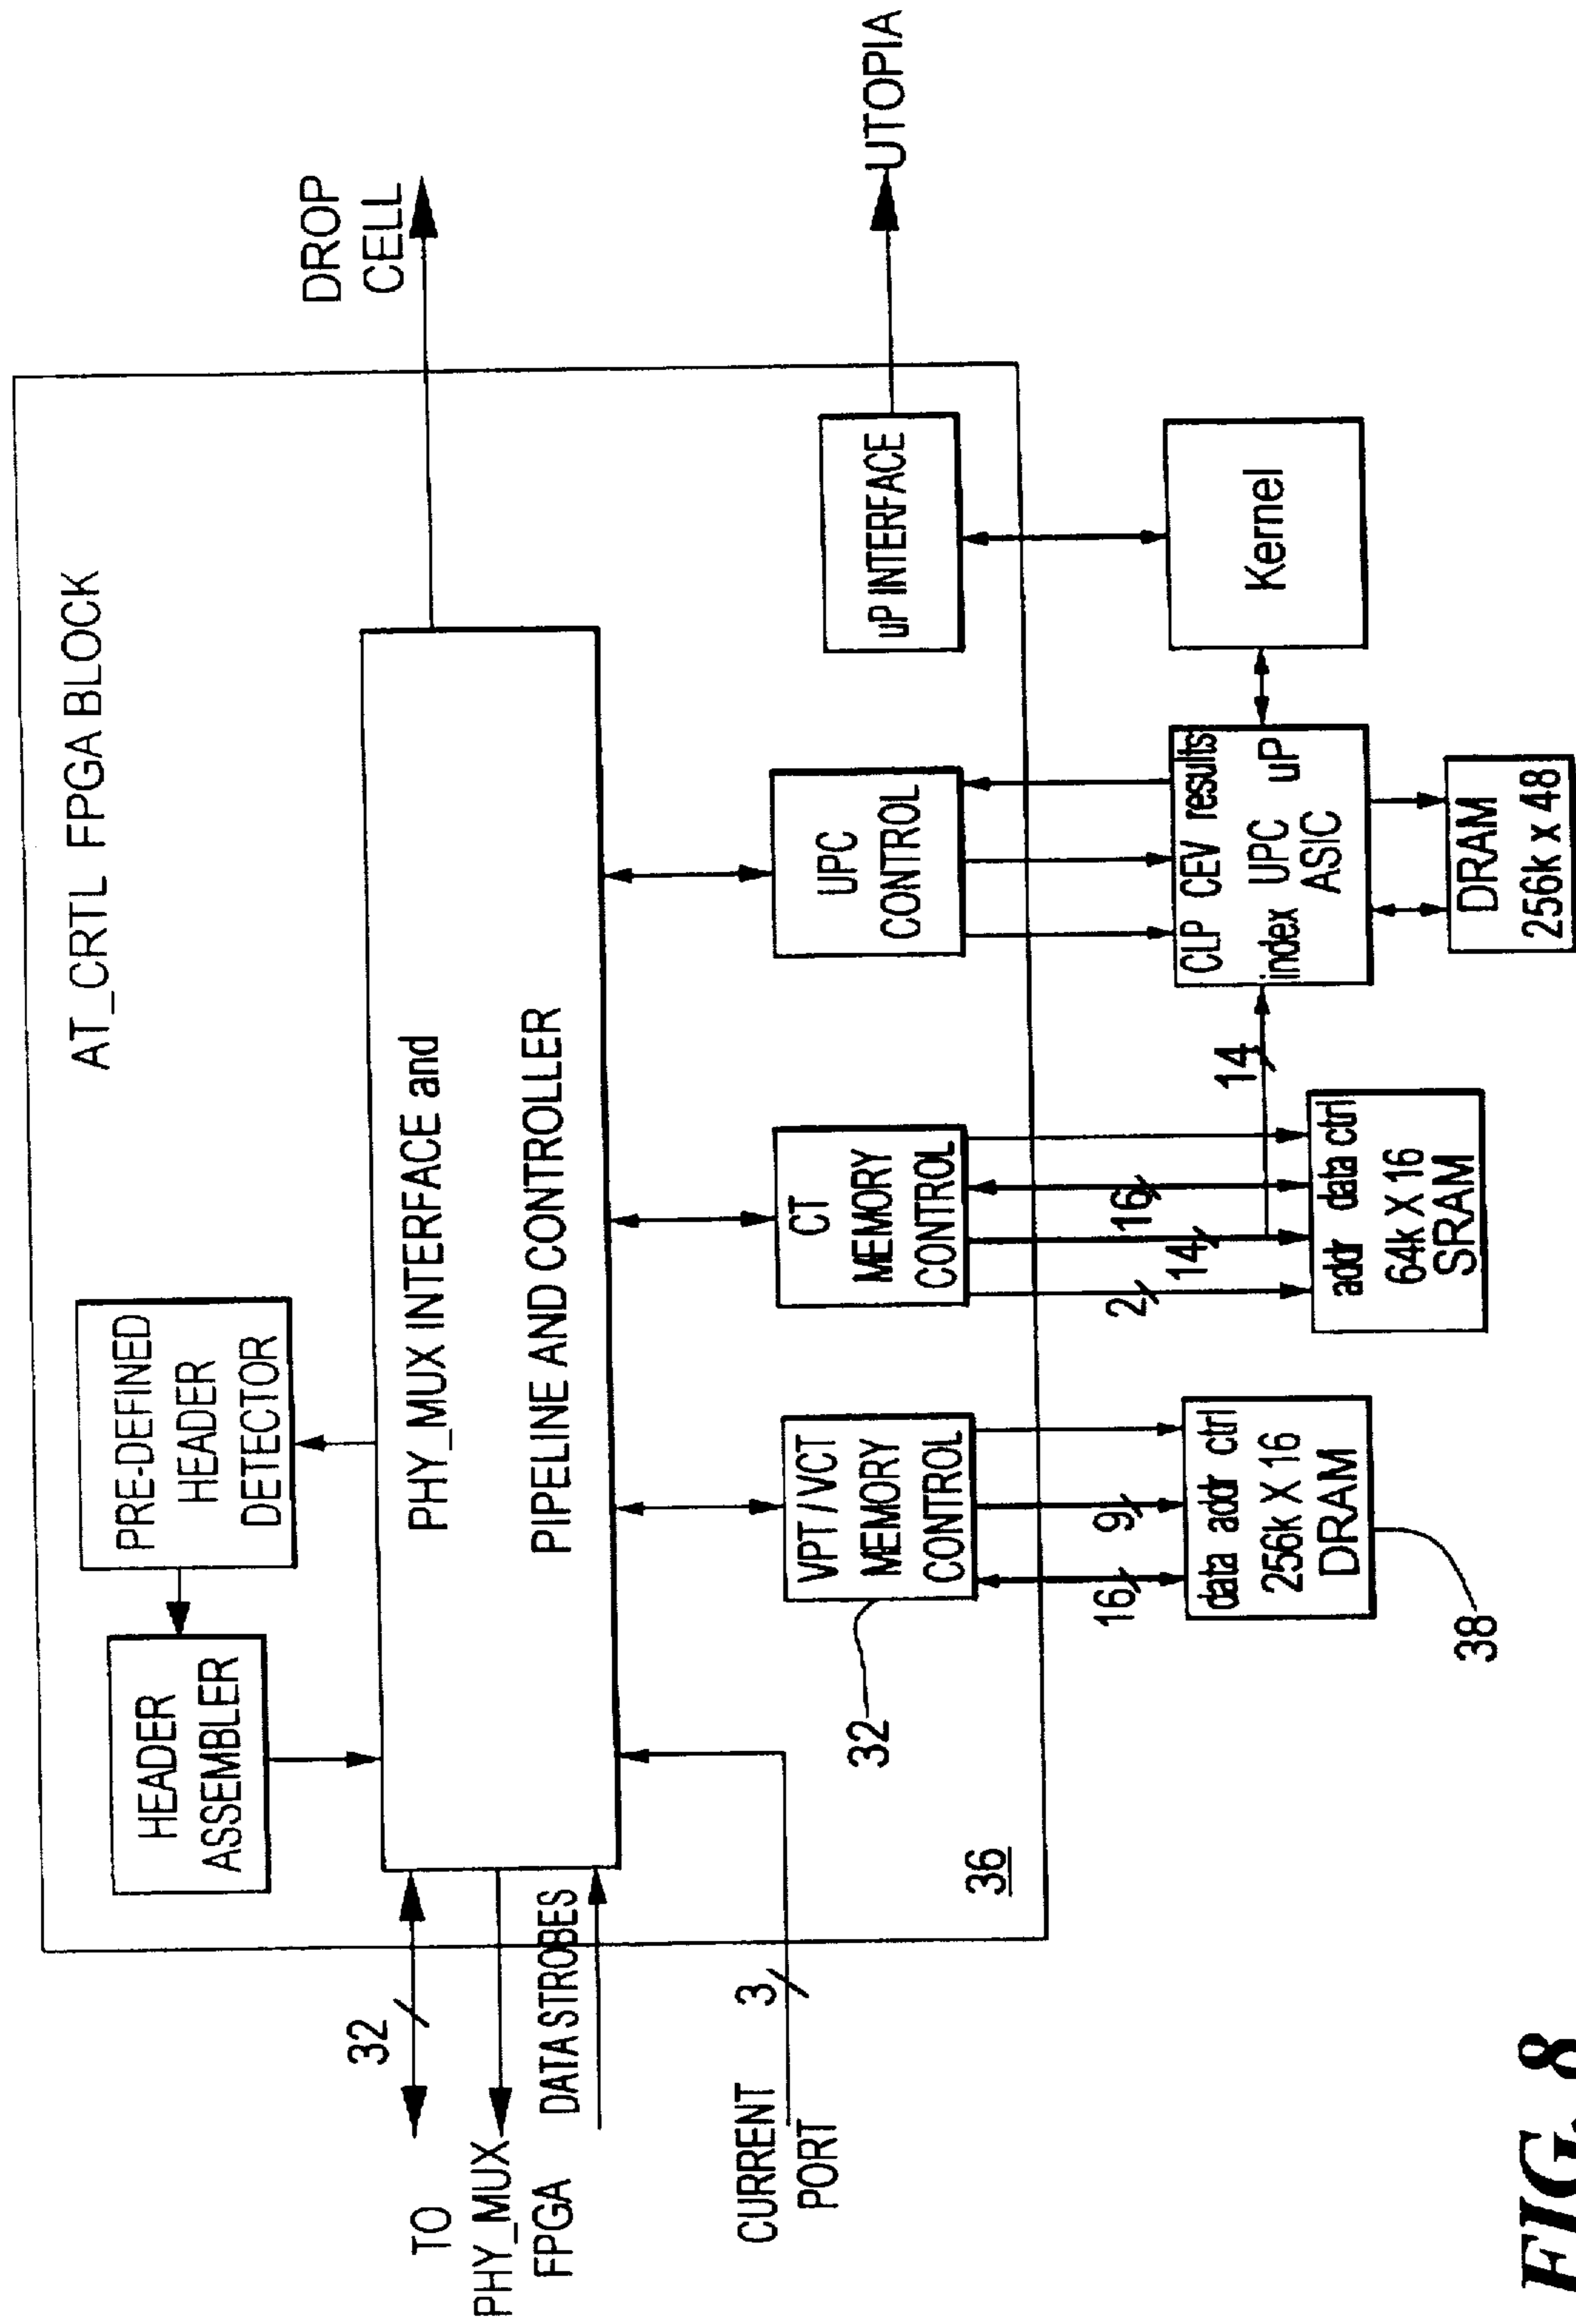 AT_CRTL FPGA BLOCK
HEADER
ASSEMBLER
PRE-DEFINED
HEADER
DETECTOR
DROP
CELL
32
TO
PHY_MUX
FPGA
DATA STROBES
PHY_MUX INTERFACE and
PIPELINE AND CONTROLLER
CURRENT
PORT
3
32
VPT/VCT
MEMORY
CONTROL
CT
MEMORY
CONTROL
UPC
CONTROL
uP INTERFACE
UTOPIA
36
16
9
2
14
16
14
data addr ctrl
256k X 16
DRAM
38
addr data ctrl
64k X 16
SRAM
CLP CEV results
index UPC uP
ASIC
Kernel
DRAM
256k x 48
FIG. 8